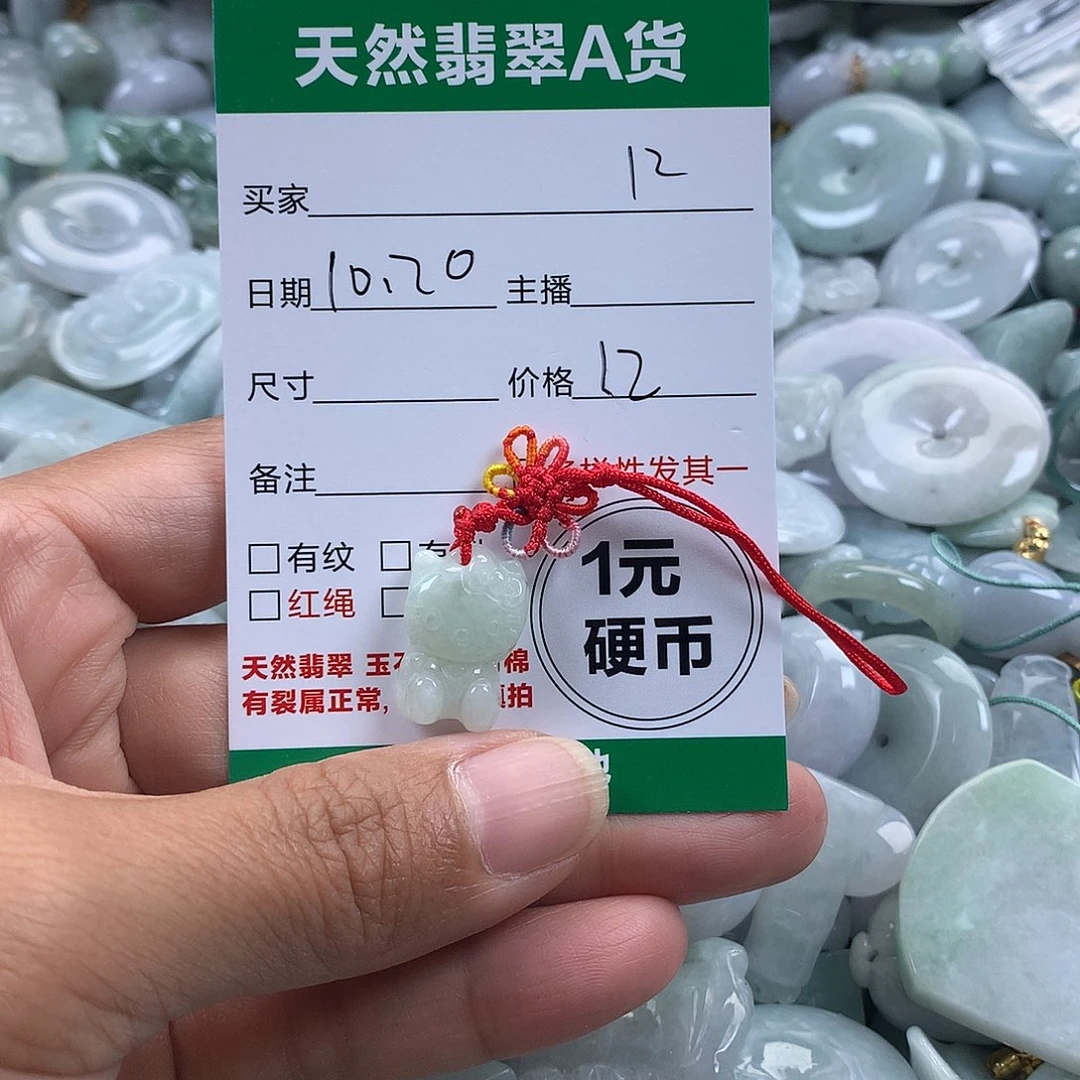 天然翡翠A货
买家 12
日期 10.20 主播
尺寸 价格 12
备注 多样性发其一
□有纹 □有
□红绳 □
天然翡翠 玉 棉
有裂属正常, 拍
1元
硬币